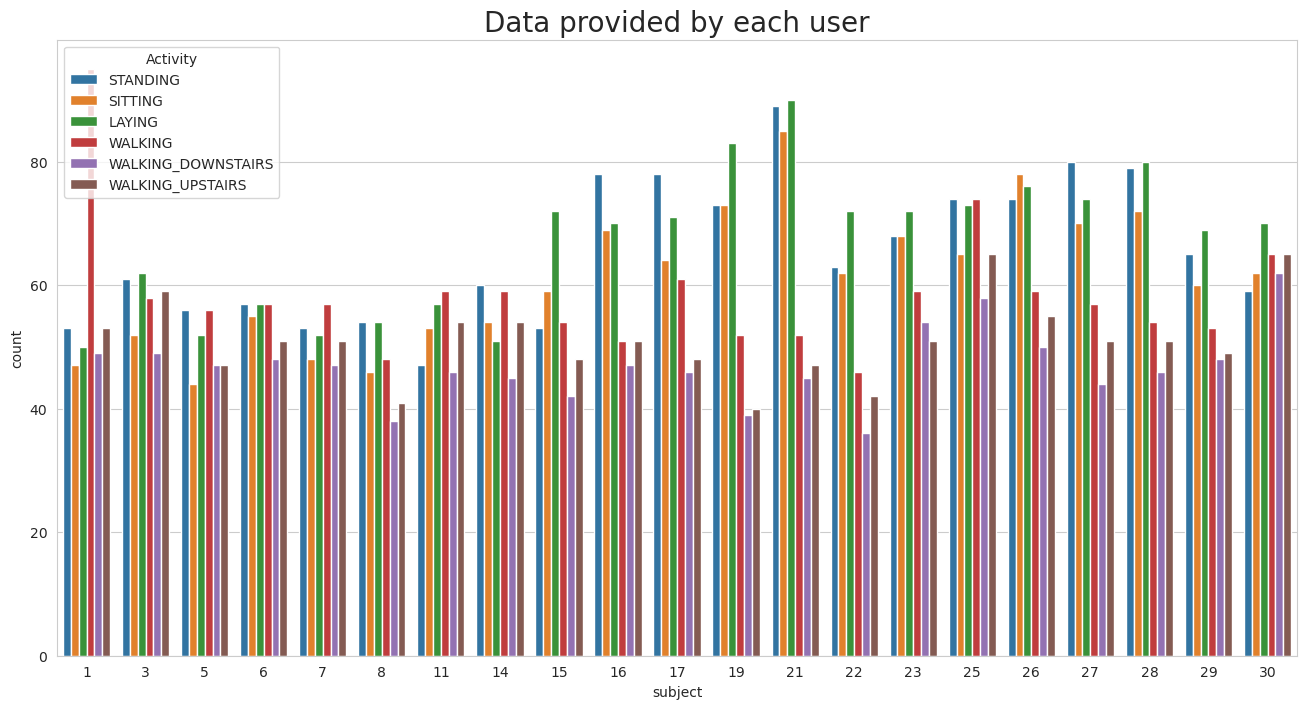 Data provided by each user
Activity
STANDING
SITTING
LAYING
WALKING
WALKING_DOWNSTAIRS
WALKING_UPSTAIRS
80
60
40
20
0
count
1 3 5 6 7 8 11 14 15 16 17 19 21 22 23 25 26 27 28 29 30
subject